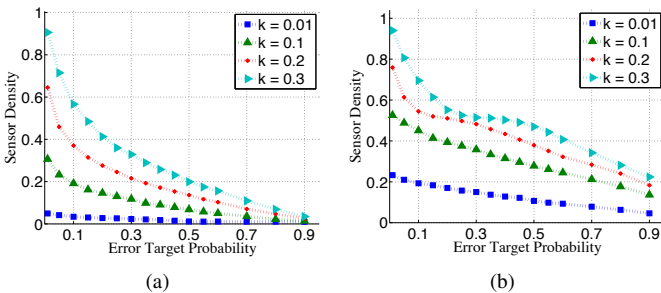 1
0.8
0.6
0.4
0.2
0
Sensor Density
0.1 0.3 0.5 0.7 0.9
Error Target Probability
k = 0.01
k = 0.1
k = 0.2
k = 0.3
(a)
1
0.8
0.6
0.4
0.2
0
Sensor Density
0.1 0.3 0.5 0.7 0.9
Error Target Probability
k = 0.01
k = 0.1
k = 0.2
k = 0.3
(b)